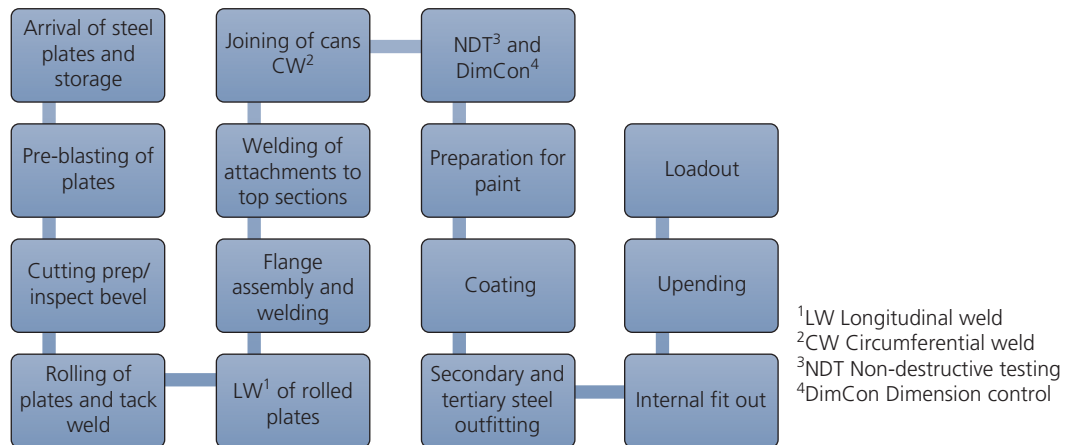 Arrival of steel
plates and
storage
Pre-blasting of
plates
Cutting prep/
inspect bevel
Rolling of
plates and tack
weld
LW¹ of rolled
plates
Flange
assembly and
welding
Welding of
attachments to
top sections
Joining of cans
CW²
NDT³ and
DimCon⁴
Preparation for
paint
Coating
Secondary and
tertiary steel
outfitting
Internal fit out
Upending
Loadout
¹LW Longitudinal weld
²CW Circumferential weld
³NDT Non-destructive testing
⁴DimCon Dimension control